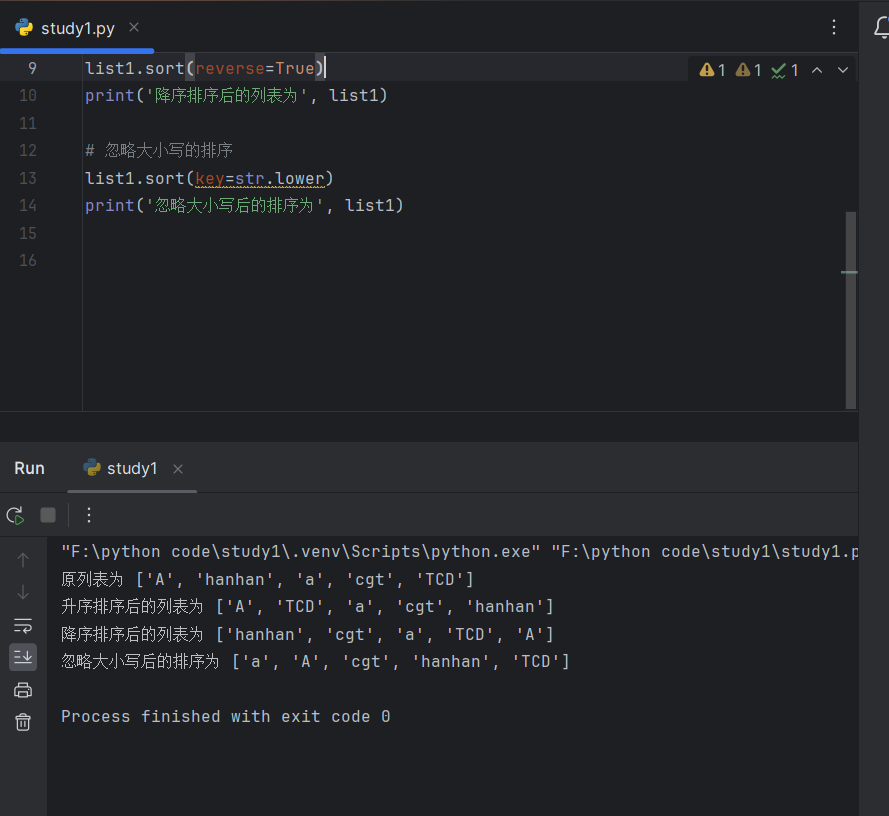 study1.py
9 list1.sort(reverse=True)
1 1 1
10 print('降序排序后的列表为', list1)
11
12 # 忽略大小写的排序
13 list1.sort(key=str.lower)
14 print('忽略大小写后的排序为', list1)
15
16
Run study1
"F:\python code\study1\.venv\Scripts\python.exe" "F:\python code\study1\study1.p
原列表为 ['A', 'hanhan', 'a', 'cgt', 'TCD']
升序排序后的列表为 ['A', 'TCD', 'a', 'cgt', 'hanhan']
降序排序后的列表为 ['hanhan', 'cgt', 'a', 'TCD', 'A']
忽略大小写后的排序为 ['a', 'A', 'cgt', 'hanhan', 'TCD']
Process finished with exit code 0